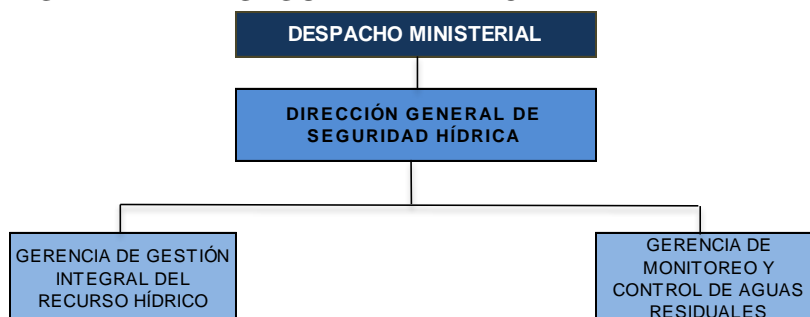 DESPACHO MINISTERIAL
DIRECCIÓN GENERAL DE
SEGURIDAD HÍDRICA
GERENCIA DE GESTIÓN
INTEGRAL DEL
RECURSO HÍDRICO
GERENCIA DE
MONITOREO Y
CONTROL DE AGUAS
RESIDUALES